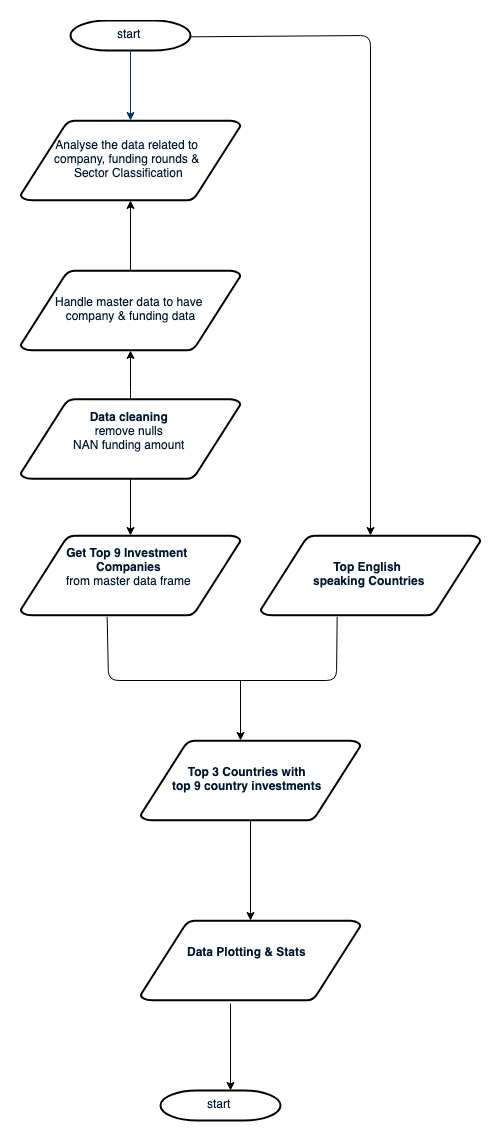 start
Analyse the data related to
company, funding rounds &
Sector Classification
Handle master data to have
company & funding data
Data cleaning
remove nulls
NAN funding amount
Get Top 9 Investment
Companies
from master data frame
Top English
speaking Countries
Top 3 Countries with
top 9 country investments
Data Plotting & Stats
start